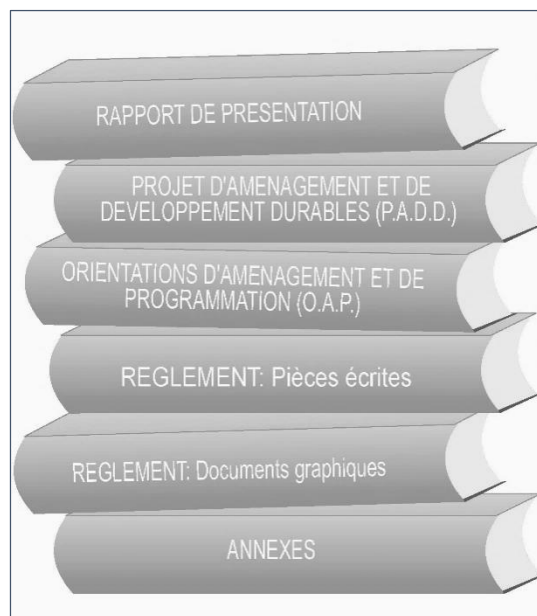 RAPPORT DE PRESENTATION
PROJET D'AMENAGEMENT ET DE
DEVELOPPEMENT DURABLES (P.A.D.D.)
ORIENTATIONS D'AMENAGEMENT ET DE
PROGRAMMATION (O.A.P.)
REGLEMENT: Pièces écrites
REGLEMENT: Documents graphiques
ANNEXES